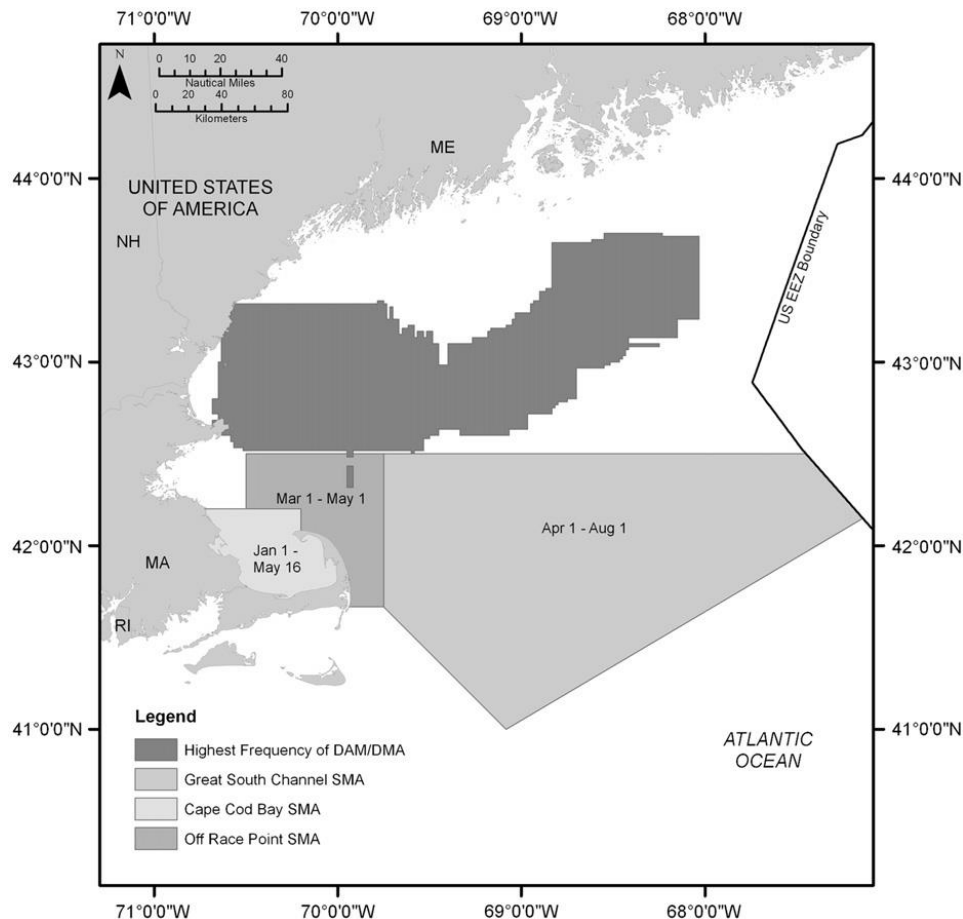 71°0'0"W 70°0'0"W 69°0'0"W 68°0'0"W
N
0 20 40
Nautical Miles
0 20 40 60 80
Kilometers
ME
44°0'0"N 44°0'0"N
UNITED STATES
OF AMERICA
NH
US EEZ Boundary
43°0'0"N 43°0'0"N
Mar 1 - May 1
Apr 1 - Aug 1
42°0'0"N 42°0'0"N
Jan 1 -
May 16
MA
RI
41°0'0"N 41°0'0"N
Legend
Highest Frequency of DAM/DMA
Great South Channel SMA
Cape Cod Bay SMA
Off Race Point SMA
ATLANTIC
OCEAN
71°0'0"W 70°0'0"W 69°0'0"W 68°0'0"W